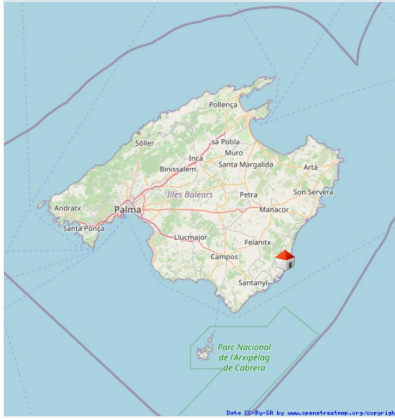 Pollença
Sóller
sa Pobla
Muro
Inca
Santa Margalida
Artà
Binissalem
Illes Balears
Petra
Son Servera
Andratx
Palma
Manacor
Santa Ponça
Llucmajor
Felanitx
Campos
Santanyí
Parc Nacional
de l'Arxipèlag
de Cabrera
Data CC-By-SA by www.openstreetmap.org/copyrigh